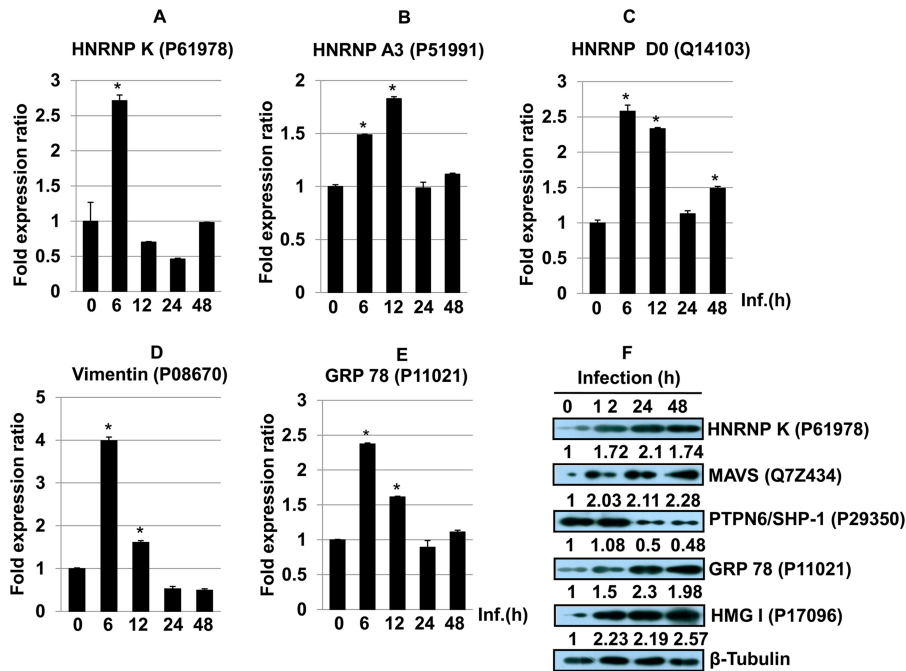 A
HNRNP K (P61978)
Fold expression ratio
3
2.5
2
1.5
1
0.5
0
*
0 6 12 24 48
B
HNRNP A3 (P51991)
Fold expression ratio
2
1.5
1
0.5
0
* *
0 6 12 24 48
C
HNRNP D0 (Q14103)
Fold expression ratio
3
2.5
2
1.5
1
0.5
0
* * *
0 6 12 24 48 Inf.(h)
D
Vimentin (P08670)
Fold expression ratio
5
4
3
2
1
0
* *
0 6 12 24 48
E
GRP 78 (P11021)
Fold expression ratio
3
2.5
2
1.5
1
0.5
0
* *
0 6 12 24 48 Inf.(h)
F
Infection (h)
0 1 2 24 48
HNRNP K (P61978)
1 1.72 2.1 1.74
MAVS (Q7Z434)
1 2.03 2.11 2.28
PTPN6/SHP-1 (P29350)
1 1.08 0.5 0.48
GRP 78 (P11021)
1 1.5 2.3 1.98
HMG I (P17096)
1 2.23 2.19 2.57
β-Tubulin